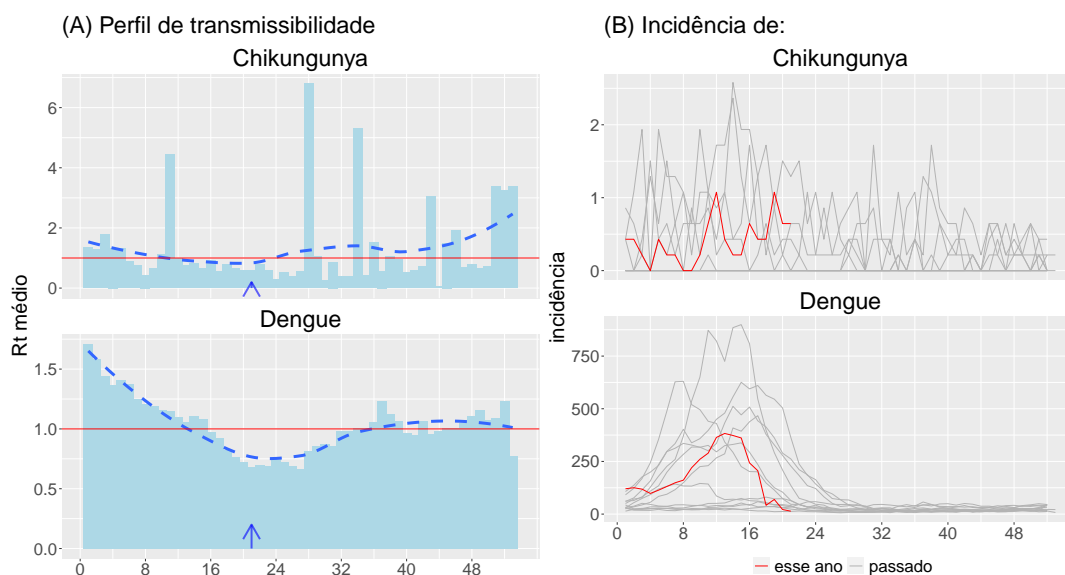 (A) Perfil de transmissibilidade
Chikungunya
6
4
2
0
Dengue
1.5
1.0
0.5
0.0
0 8 16 24 32 40 48
Rt médio
(B) Incidência de:
Chikungunya
2
1
0
Dengue
750
500
250
0
0 8 16 24 32 40 48
incidência
esse ano passado